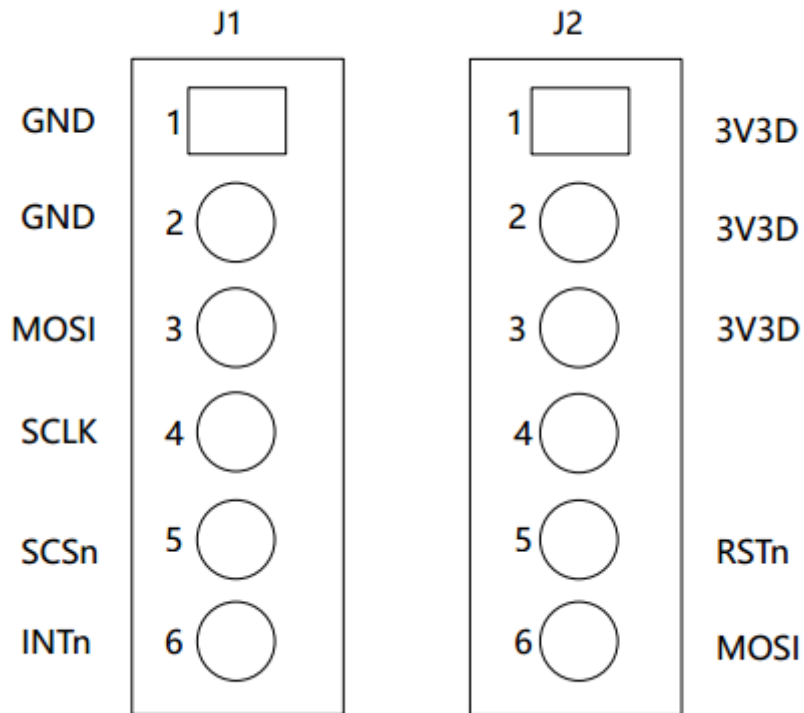 J1 J2
GND 1 1 3V3D
GND 2 2 3V3D
MOSI 3 3 3V3D
SCLK 4 4
SCSn 5 5 RSTn
INTn 6 6 MOSI